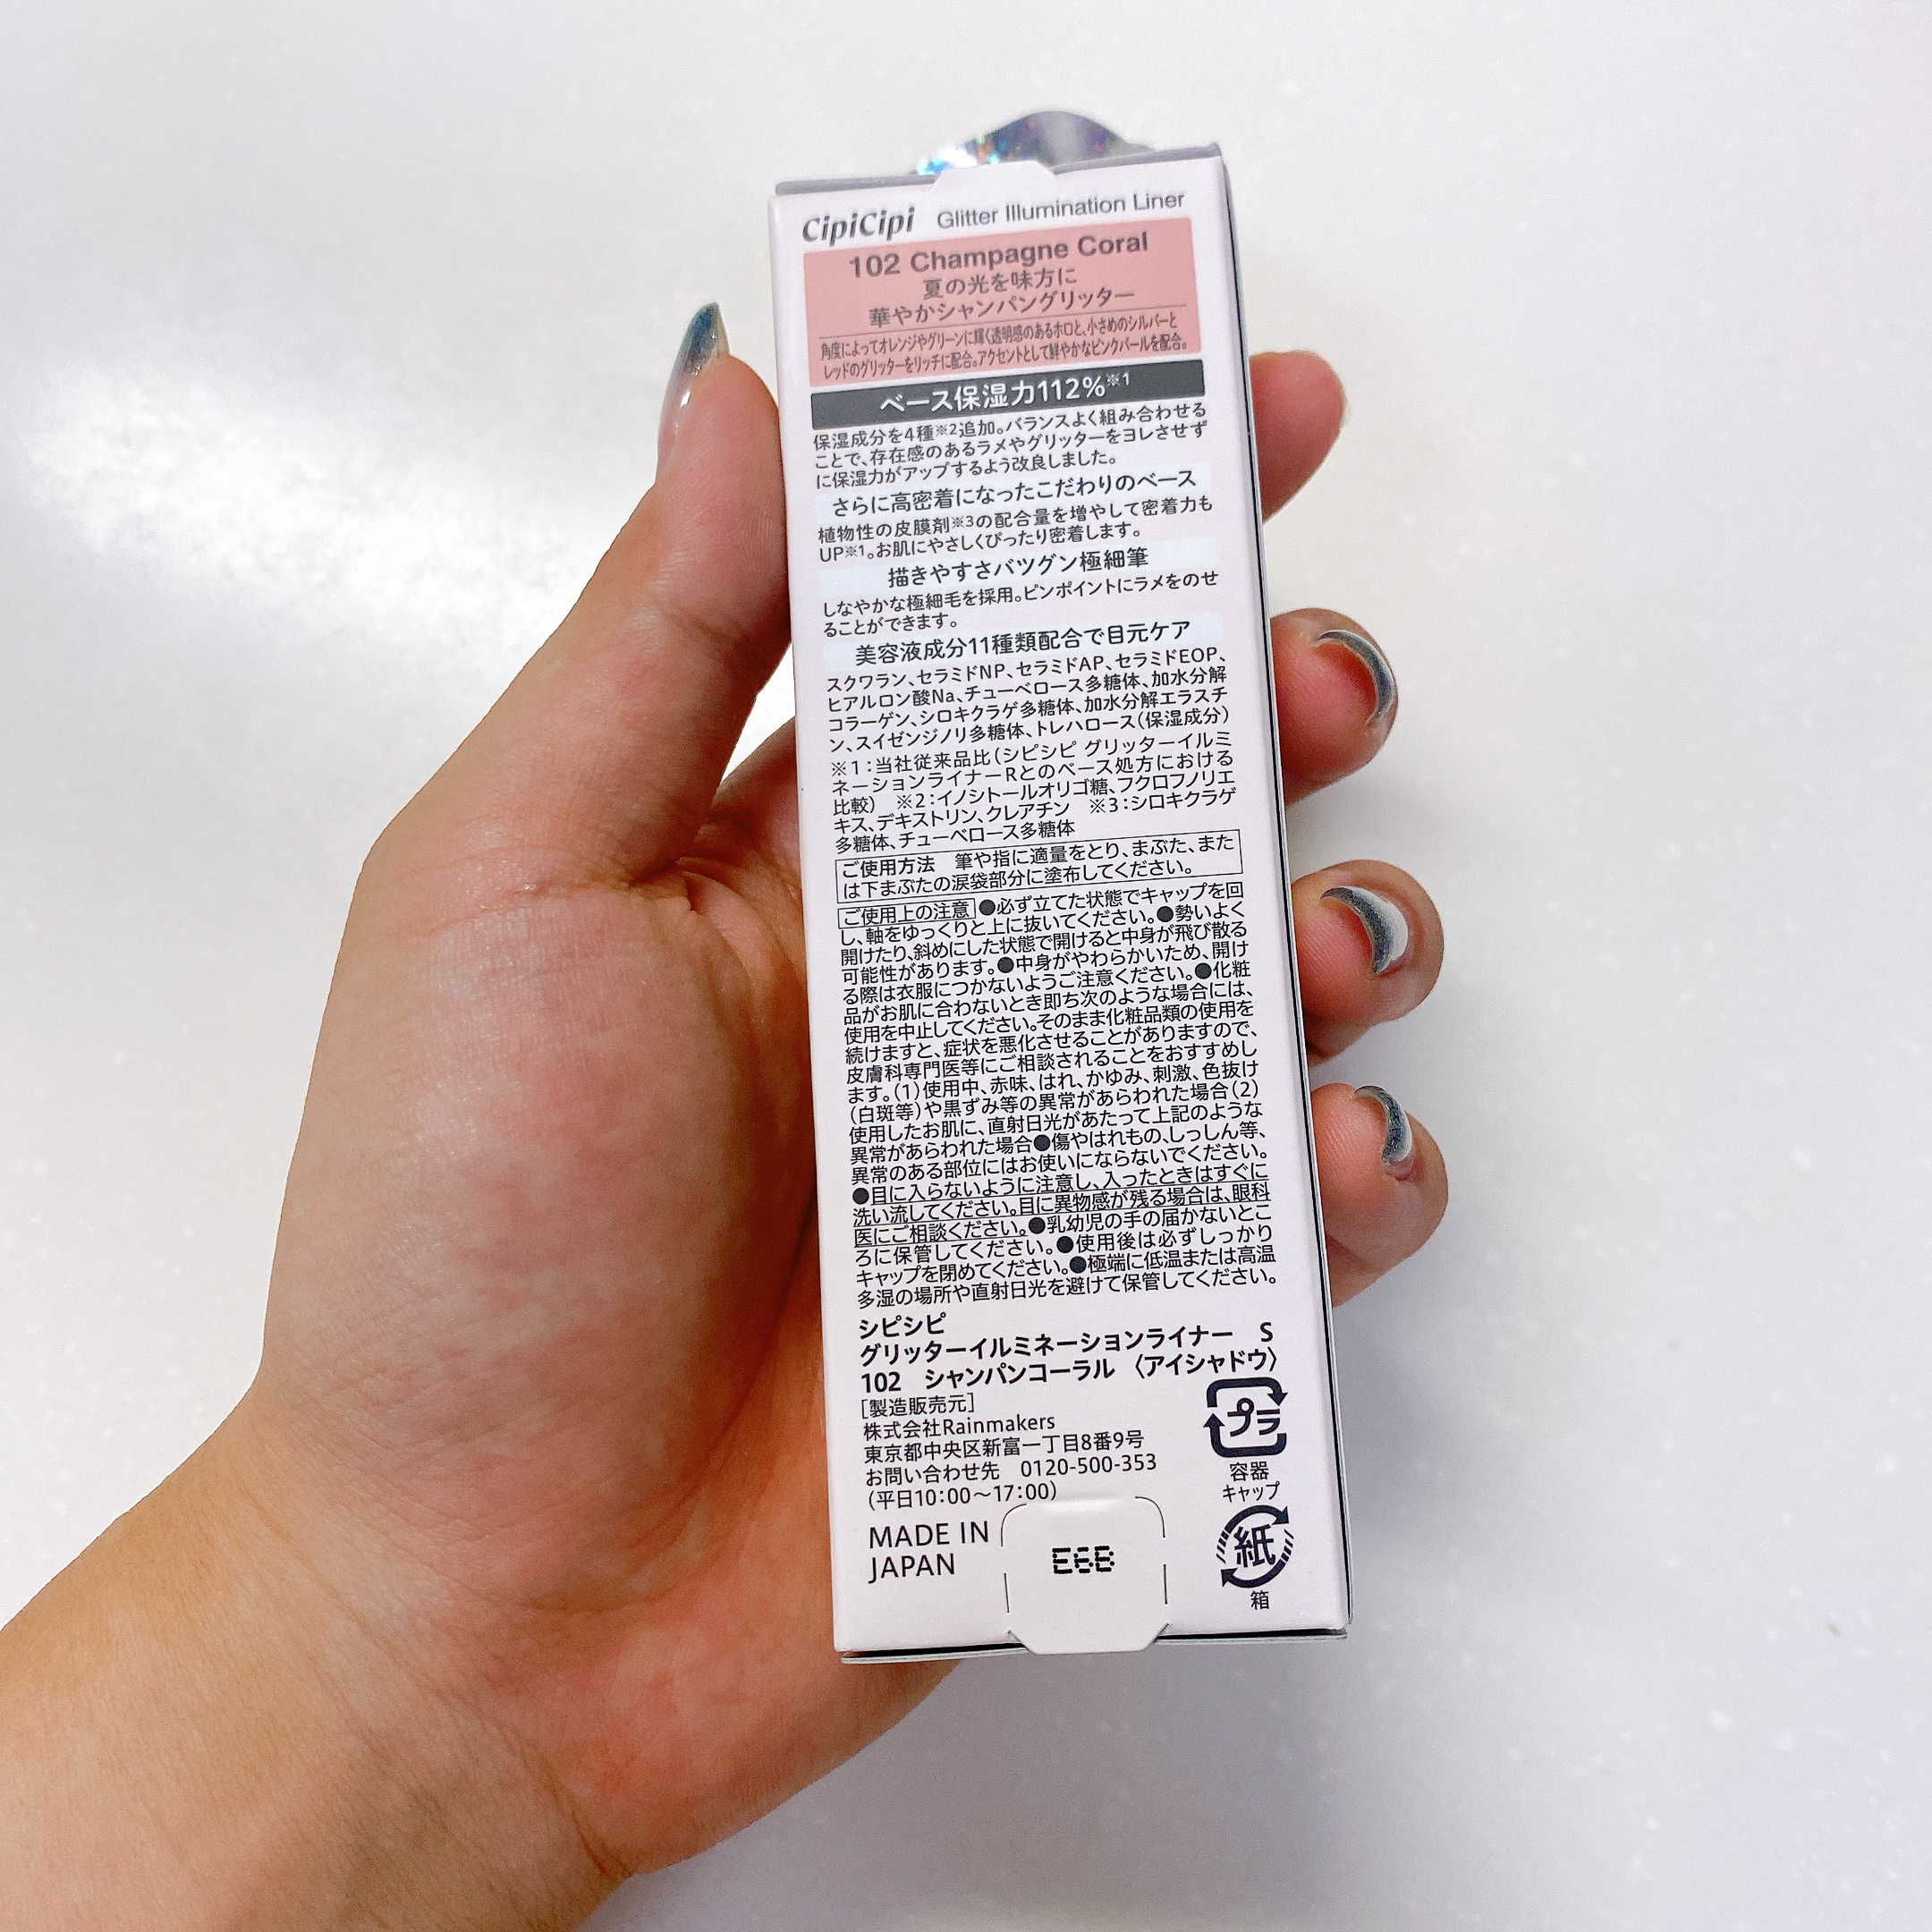 CipiCipi Glitter Illumination Liner
102 Champagne Coral
夏の光を味方に
華やかシャンパングリッター
角度によってオレンジやグリーンに輝く透明感のあるホロと、小さめのシルバーと
レッドのグリッターをリッチに配合。アクセントとして鮮やかなピンクパールを配合。
ベース保湿力112%※1
保湿成分を4種※2追加。バランスよく組み合わせる
ことで、存在感のあるラメやグリッターをヨレさせず
に保湿力がアップするよう改良しました。
さらに高密着になったこだわりのベース
植物性の皮膜剤※3の配合量を増やして密着力も
UP※1。お肌にやさしくぴったり密着します。
描きやすさバツグン極細筆
しなやかな極細毛を採用。ピンポイントにラメをのせ
ることができます。
美容液成分11種類配合で目元ケア
スクワラン、セラミドNP、セラミドAP、セラミドEOP、
ヒアルロン酸Na、チューベロース多糖体、加水分解
コラーゲン、シロキクラゲ多糖体、加水分解エラスチ
ン、スイゼンジノリ多糖体、トレハロース(保湿成分)
※1:当社従来品比(シピシピ グリッターイルミ
ネーションライナーRとのベース処方における
比較) ※2:イノシトールオリゴ糖、フクロフノリエ
キス、デキストリン、クレアチン ※3:シロキクラゲ
多糖体、チューベロース多糖体
ご使用方法 筆や指に適量をとり、まぶた、また
は下まぶたの涙袋部分に塗布してください。
ご使用上の注意 ●必ず立てた状態でキャップを回
し、軸をゆっくりと上に抜いてください。●勢いよく
開けたり、斜めにした状態で開けると中身が飛び散る
可能性があります。●中身がやわらかいため、開け
る際は衣服につかないようご注意ください。●化粧
品がお肌に合わないとき即ち次のような場合には、
使用を中止してください。そのまま化粧品類の使用を
続けますと、症状を悪化させることがありますので、
皮膚科専門医等にご相談されることをおすすめし
ます。(1)使用中、赤味、はれ、かゆみ、刺激、色抜け
(白斑等)や黒ずみ等の異常があらわれた場合(2)
使用したお肌に、直射日光があたって上記のような
異常があらわれた場合●傷やはれもの、しっしん等、
異常のある部位にはお使いにならないでください。
●目に入らないように注意し、入ったときはすぐに
洗い流してください。目に異物感が残る場合は、眼科
医にご相談ください。●乳幼児の手の届かないとこ
ろに保管してください。●使用後は必ずしっかり
キャップを閉めてください。●極端に低温または高温
多湿の場所や直射日光を避けて保管してください。
シピシピ
グリッターイルミネーションライナー S
102 シャンパンコーラル 〈アイシャドウ〉
[製造販売元]
株式会社Rainmakers
東京都中央区新富一丁目8番9号
お問い合わせ先 0120-500-353
(平日10:00~17:00)
プラ
容器
キャップ
MADE IN
JAPAN
E6B
紙
箱